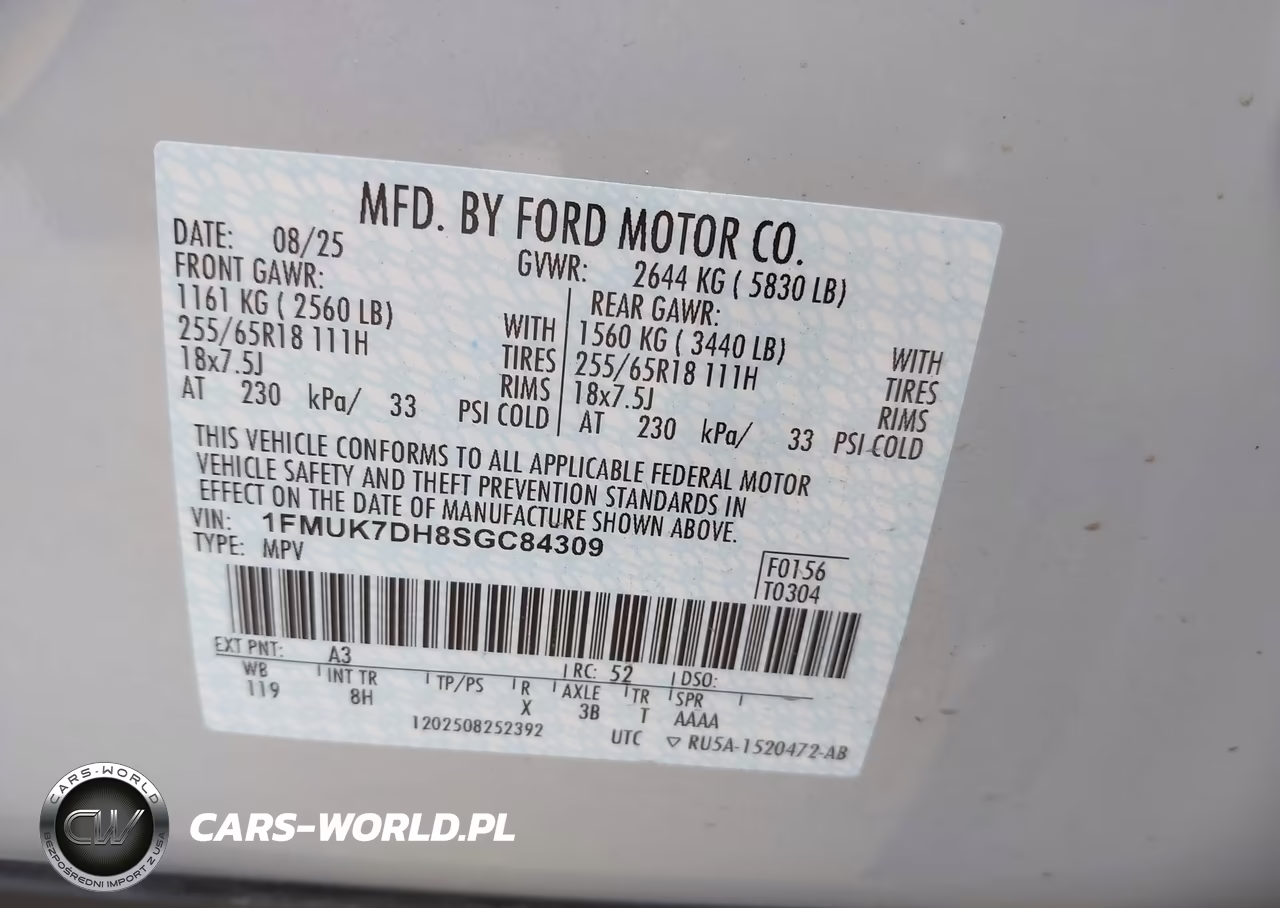 MFD. BY FORD MOTOR CO.
DATE: 08/25 GVWR: 2644 KG ( 5830 LB)
FRONT GAWR: REAR GAWR:
1161 KG ( 2560 LB) WITH 1560 KG ( 3440 LB) WITH
255/65R18 111H TIRES 255/65R18 111H TIRES
18x7.5J RIMS 18x7.5J RIMS
AT 230 kPa/ 33 PSI COLD AT 230 kPa/ 33 PSI COLD
THIS VEHICLE CONFORMS TO ALL APPLICABLE FEDERAL MOTOR
VEHICLE SAFETY AND THEFT PREVENTION STANDARDS IN
EFFECT ON THE DATE OF MANUFACTURE SHOWN ABOVE.
VIN: 1FMUK7DH8SGC84309
TYPE: MPV
F0156
T0304
EXT PNT: A3 RC: 52 DSO:
WB INT TR TP/PS R AXLE TR SPR
119 8H X 3B T AAAA
1202508252392 UTC ▽ RU5A-1520472-AB
CARS-WORLD
CW
BEZPOŚREDNI IMPORT Z USA
CARS-WORLD.PL